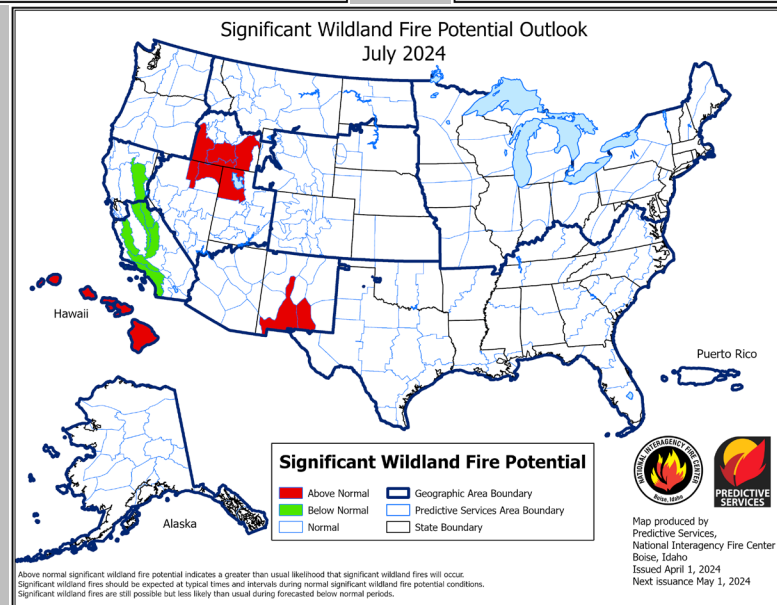 Significant Wildland Fire Potential Outlook
July 2024
Hawaii
Puerto Rico
Alaska
Significant Wildland Fire Potential
Above Normal
Below Normal
Normal
Geographic Area Boundary
Predictive Services Area Boundary
State Boundary
NATIONAL INTERAGENCY FIRE CENTER
Boise, Idaho
PREDICTIVE
SERVICES
Map produced by
Predictive Services,
National Interagency Fire Center
Boise, Idaho
Issued April 1, 2024
Next issuance May 1, 2024
Above normal significant wildland fire potential indicates a greater than usual likelihood that significant wildland fires will occur.
Significant wildland fires should be expected at typical times and intervals during normal significant wildland fire potential conditions.
Significant wildland fires are still possible but less likely than usual during forecasted below normal periods.